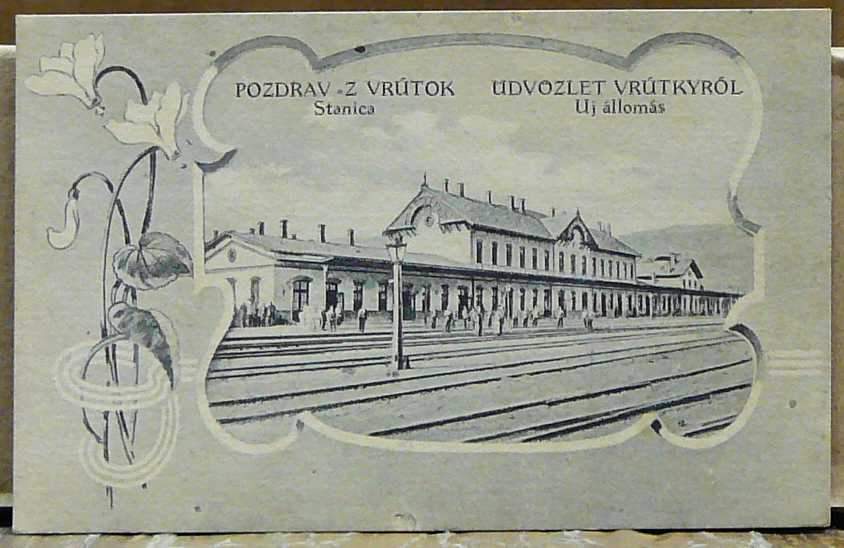 POZDRAV Z VRÚTOK
Stanica
ÜDVÖZLET VRÚTKYRÓL
Uj állomás